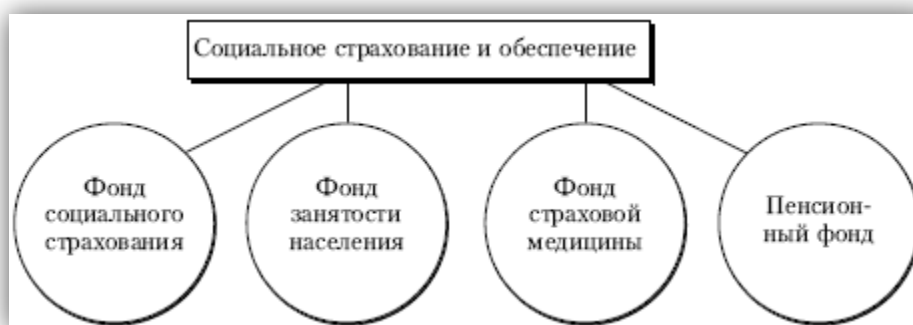 Социальное страхование и обеспечение
Фонд
социального
страхования
Фонд
занятости
населения
Фонд
страховой
медицины
Пенсион-
ный фонд